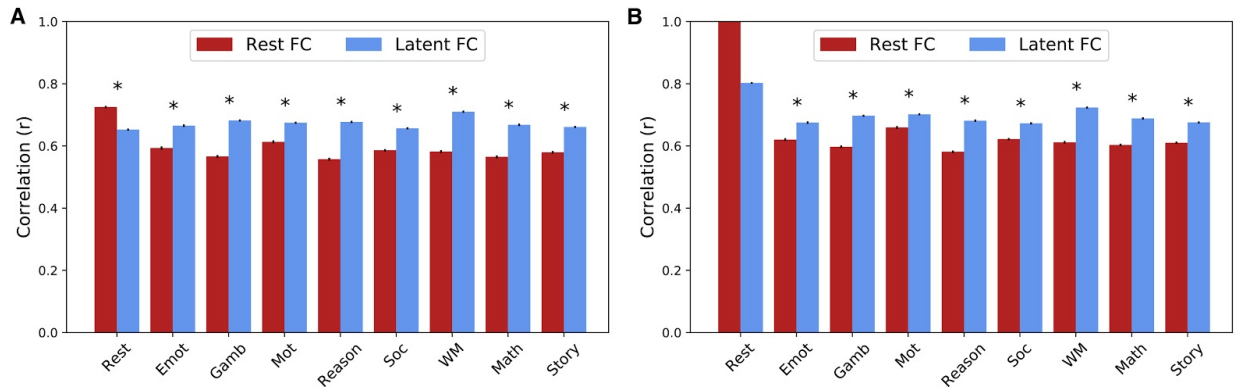 A
Rest FC Latent FC
Correlation (r)
1.0
0.8
0.6
0.4
0.2
0.0
* * * * * * * * *
Rest Emot Gamb Mot Reason Soc WM Math Story
B
Rest FC Latent FC
Correlation (r)
1.0
0.8
0.6
0.4
0.2
0.0
* * * * * * * *
Rest Emot Gamb Mot Reason Soc WM Math Story